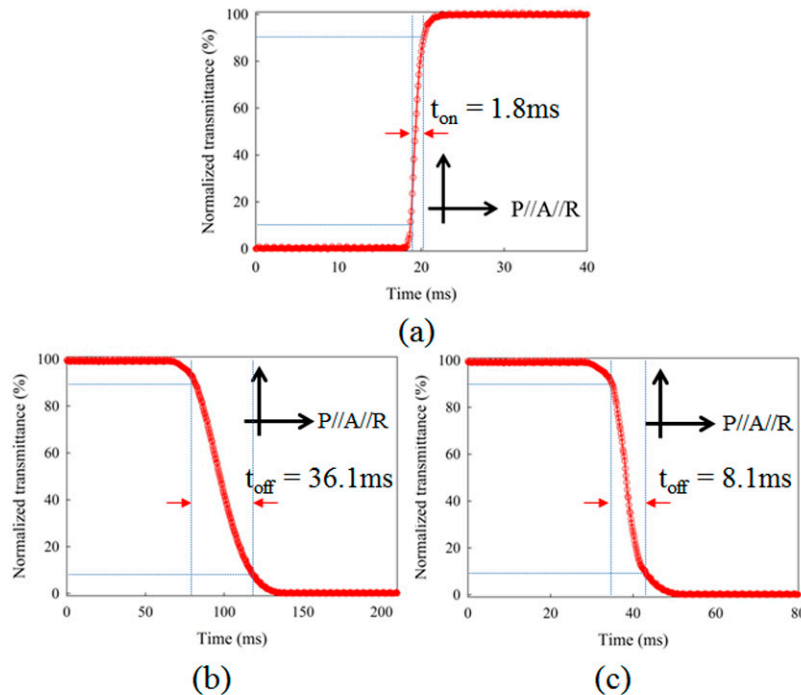 100
80
60
40
20
0
Normalized transmittance (%)
t_on = 1.8ms
P//A//R
0 10 20 30 40
Time (ms)
(a)
100
80
60
40
20
0
Normalized transmittance (%)
P//A//R
t_off = 36.1ms
0 50 100 150 200
Time (ms)
(b)
100
80
60
40
20
0
Normalized transmittance (%)
P//A//R
t_off = 8.1ms
0 20 40 60 80
Time (ms)
(c)